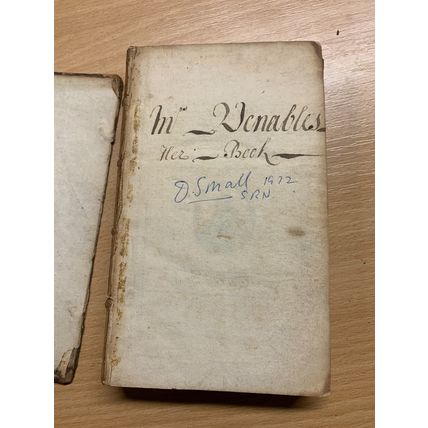 Mrs Venables
Her Book
D. Small 1972
SRN